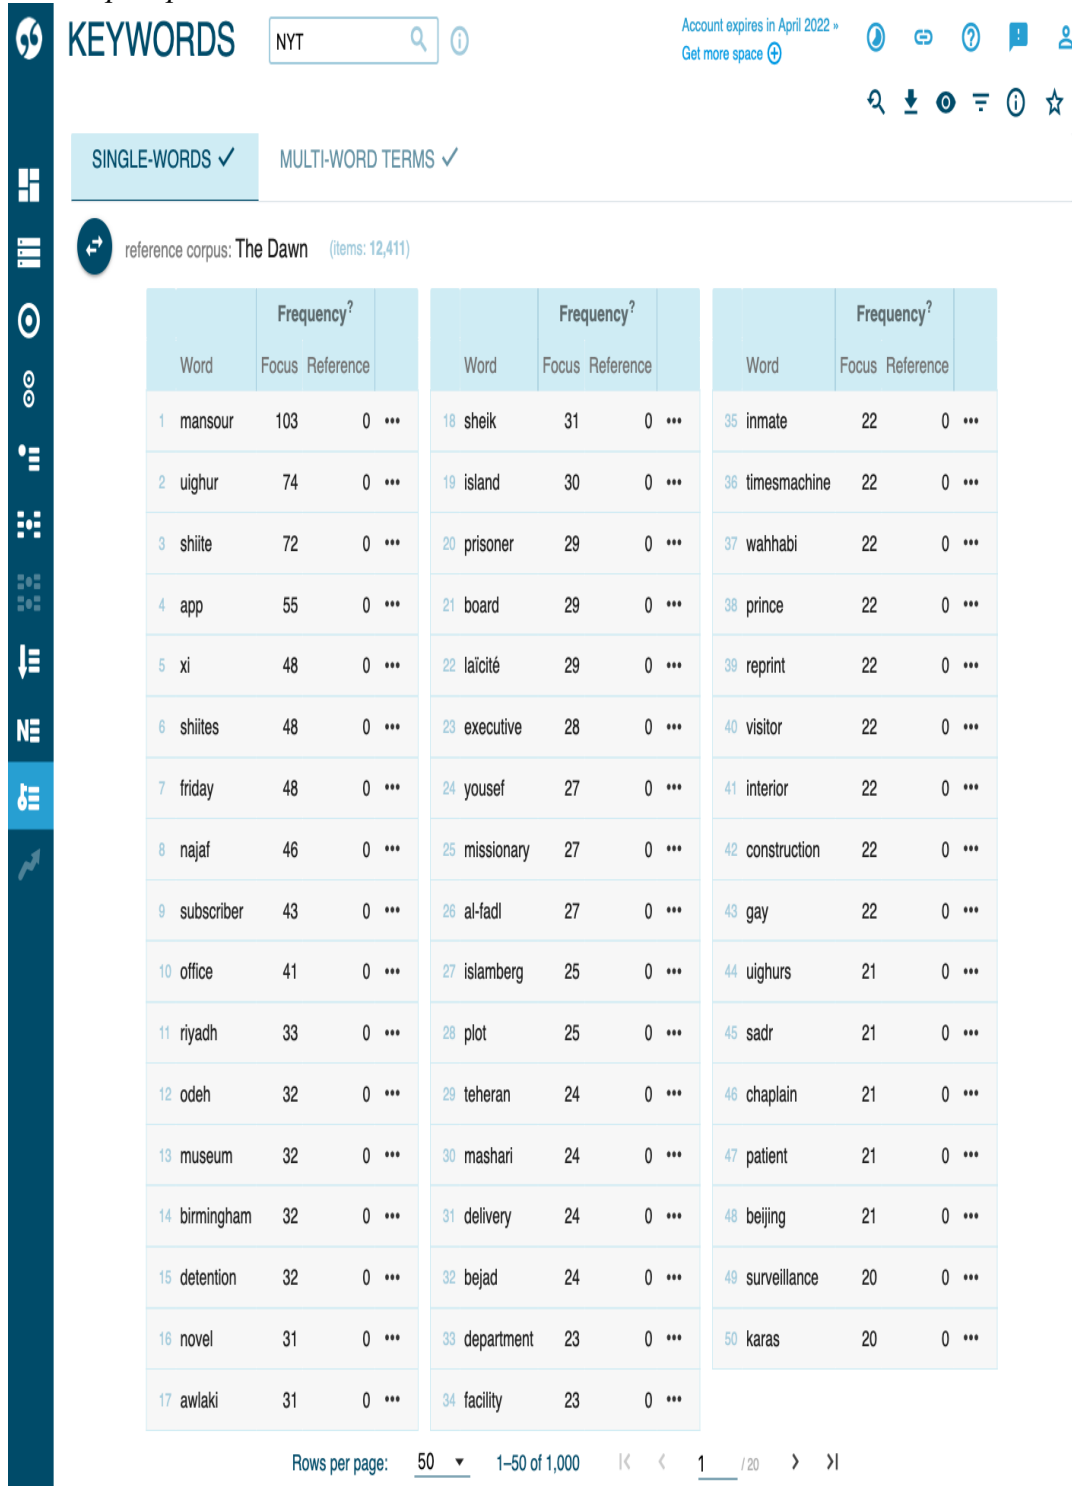 KEYWORDS NYT Account expires in April 2022 »
Get more space
SINGLE-WORDS ✓ MULTI-WORD TERMS ✓
reference corpus: The Dawn (items: 12,411)
Frequency? Frequency? Frequency?
Word Focus Reference Word Focus Reference Word Focus Reference
1 mansour 103 0 ••• 18 sheik 31 0 ••• 35 inmate 22 0 •••
2 uighur 74 0 ••• 19 island 30 0 ••• 36 timesmachine 22 0 •••
3 shiite 72 0 ••• 20 prisoner 29 0 ••• 37 wahhabi 22 0 •••
4 app 55 0 ••• 21 board 29 0 ••• 38 prince 22 0 •••
5 xi 48 0 ••• 22 laïcité 29 0 ••• 39 reprint 22 0 •••
6 shiites 48 0 ••• 23 executive 28 0 ••• 40 visitor 22 0 •••
7 friday 48 0 ••• 24 yousef 27 0 ••• 41 interior 22 0 •••
8 najaf 46 0 ••• 25 missionary 27 0 ••• 42 construction 22 0 •••
9 subscriber 43 0 ••• 26 al-fadl 27 0 ••• 43 gay 22 0 •••
10 office 41 0 ••• 27 islamberg 25 0 ••• 44 uighurs 21 0 •••
11 riyadh 33 0 ••• 28 plot 25 0 ••• 45 sadr 21 0 •••
12 odeh 32 0 ••• 29 teheran 24 0 ••• 46 chaplain 21 0 •••
13 museum 32 0 ••• 30 mashari 24 0 ••• 47 patient 21 0 •••
14 birmingham 32 0 ••• 31 delivery 24 0 ••• 48 beijing 21 0 •••
15 detention 32 0 ••• 32 bejad 24 0 ••• 49 surveillance 20 0 •••
16 novel 31 0 ••• 33 department 23 0 ••• 50 karas 20 0 •••
17 awlaki 31 0 ••• 34 facility 23 0 •••
Rows per page: 50 1–50 of 1,000 1 / 20